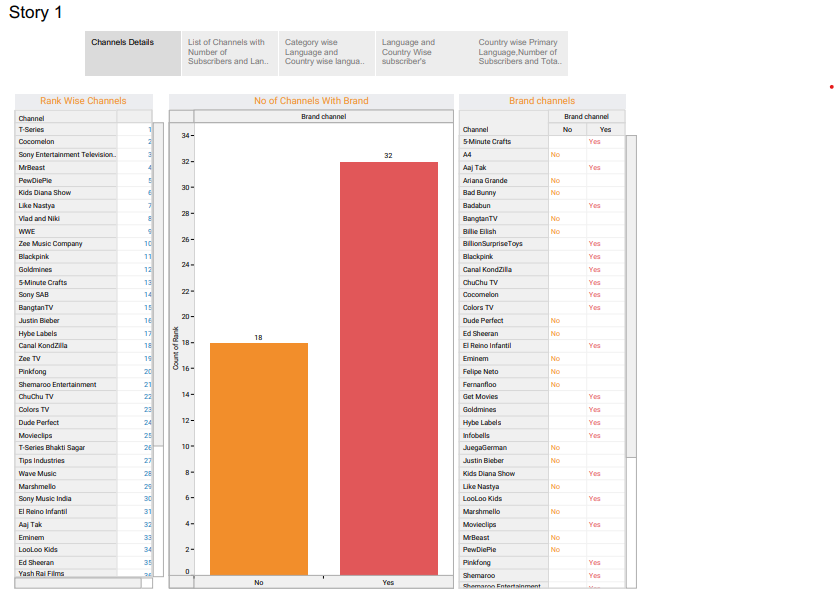 Story 1
Channels Details
List of Channels with
Number of
Subscribers and Lan..
Category wise
Language and
Country wise langua..
Language and
Country Wise
subscriber's
Country wise Primary
Language,Number of
Subscribers and Tota..
Rank Wise Channels
Channel
T-Series 1
Cocomelon 2
Sony Entertainment Television.. 3
MrBeast 4
PewDiePie 5
Kids Diana Show 6
Like Nastya 7
Vlad and Niki 8
WWE 9
Zee Music Company 10
Blackpink 11
Goldmines 12
5-Minute Crafts 13
Sony SAB 14
BangtanTV 15
Justin Bieber 16
Hybe Labels 17
Canal KondZilla 18
Zee TV 19
Pinkfong 20
Shemaroo Entertainment 21
ChuChu TV 22
Colors TV 23
Dude Perfect 24
Movieclips 25
T-Series Bhakti Sagar 26
Tips Industries 27
Wave Music 28
Marshmello 29
Sony Music India 30
El Reino Infantil 31
Aaj Tak 32
Eminem 33
LooLoo Kids 34
Ed Sheeran 35
Yash Raj Films 36
No of Channels With Brand
Brand channel
34
32
30
28
26
24
22
20
18
16
14
12
10
8
6
4
2
0
Count of Rank
18
32
No
Yes
Brand channels
Brand channel
Channel No Yes
5-Minute Crafts Yes
A4 No
Aaj Tak Yes
Ariana Grande No
Bad Bunny No
Badabun Yes
BangtanTV No
Billie Eilish No
BillionSurpriseToys Yes
Blackpink Yes
Canal KondZilla Yes
ChuChu TV Yes
Cocomelon Yes
Colors TV Yes
Dude Perfect No
Ed Sheeran No
El Reino Infantil Yes
Eminem No
Felipe Neto No
Fernanfloo No
Get Movies Yes
Goldmines Yes
Hybe Labels Yes
Infobells Yes
JuegaGerman No
Justin Bieber No
Kids Diana Show Yes
Like Nastya No
LooLoo Kids Yes
Marshmello No
Movieclips Yes
MrBeast No
PewDiePie No
Pinkfong Yes
Shemaroo Yes
Shemaroo Entertainment Yes